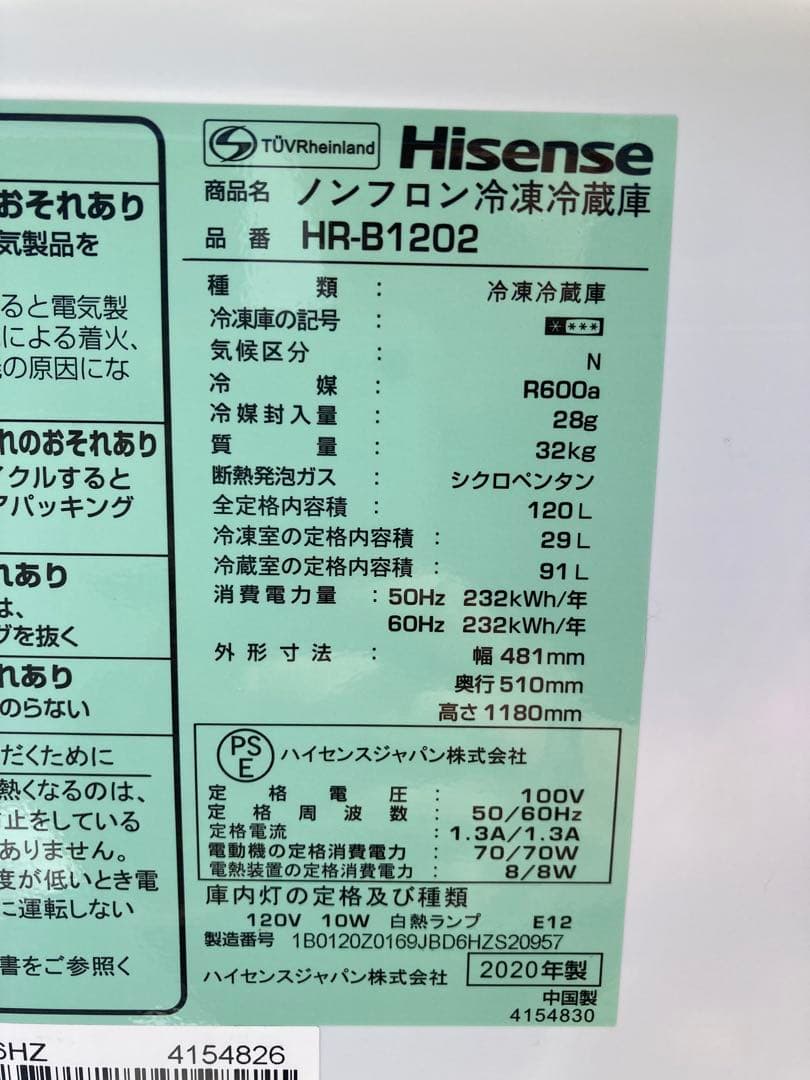 おそれあり
気製品を
ると電気製
による着火、
の原因にな
れのおそれあり
イクルすると
アパッキング
れあり
は、
グを抜く
れあり
のらない
だくために
熱くなるのは、
止をしている
ありません。
度が低いとき電
に運転しない
書をご参照く
TÜVRheinland Hisense
商品名 ノンフロン冷凍冷蔵庫
品番 HR-B1202
種類 : 冷凍冷蔵庫
冷凍庫の記号 : * ***
気候区分 : N
冷媒 : R600a
冷媒封入量 : 28g
質量 : 32kg
断熱発泡ガス : シクロペンタン
全定格内容積 : 120L
冷凍室の定格内容積 : 29L
冷蔵室の定格内容積 : 91L
消費電力量 : 50Hz 232kWh/年
60Hz 232kWh/年
外形寸法 : 幅481mm
奥行510mm
高さ1180mm
PSE ハイセンスジャパン株式会社
定格電圧 : 100V
定格周波数 : 50/60Hz
定格電流 : 1.3A/1.3A
電動機の定格消費電力 : 70/70W
電熱装置の定格消費電力 : 8/8W
庫内灯の定格及び種類
120V 10W 白熱ランプ E12
製造番号 1B0120Z0169JBD6HZS20957
ハイセンスジャパン株式会社 2020年製
中国製
4154830
6HZ 4154826